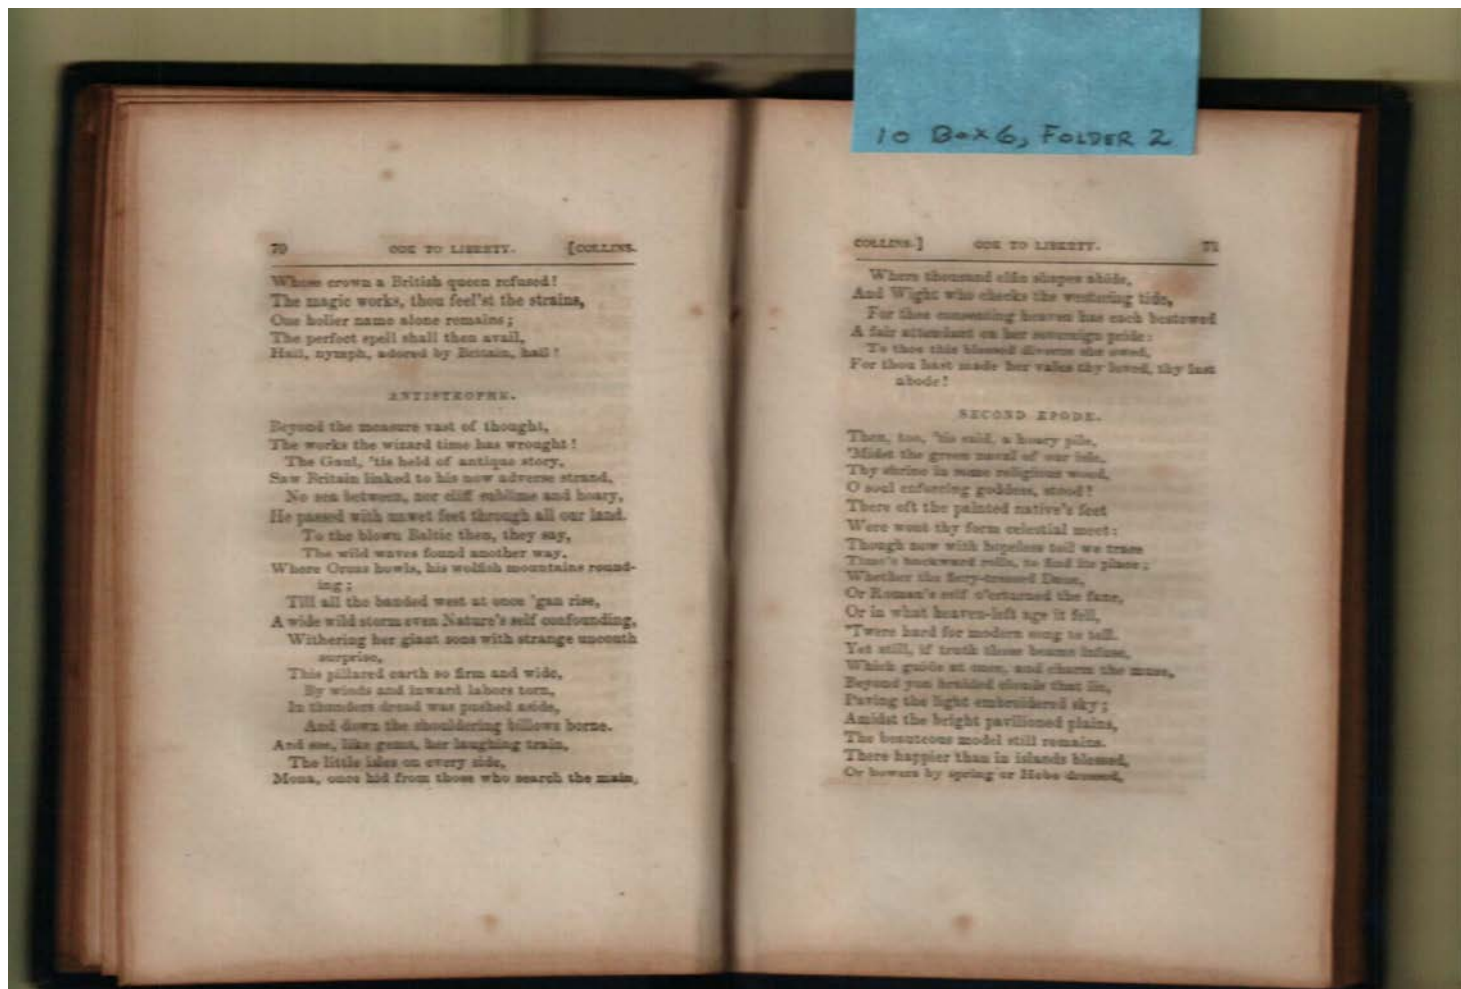 10 Box 6, FOLDER 2
70 ODE TO LIBERTY. [COLLINS.
Whose crown a British queen refused!
The magic works, thou feel'st the strains,
One holier name alone remains;
The perfect spell shall then avail,
Hail, nymph, adored by Britain, hail!
ANTISTROPHE.
Beyond the measure vast of thought,
The works the wizard time has wrought!
The Gaul, 'tis held of antique story,
Saw Britain linked to his now adverse strand,
No sea between, nor cliff sublime and hoary,
He passed with unwet feet through all our land.
To the blown Baltic then, they say,
The wild waves found another way,
Where Orcas howls, his wolfish mountains round-
ing;
Till all the banded west at once 'gan rise,
A wide wild storm even Nature's self confounding,
Withering her giant sons with strange uncouth
surprise,
This pillared earth so firm and wide,
By winds and inward labors torn,
In thunders dread was pushed aside,
And down the shouldering billows borne.
And see, like gems, her laughing train,
The little isles on every side,
Mona, once hid from those who search the main,
COLLINS.] ODE TO LIBERTY. 71
Where thousand elfin shapes abide,
And Wight who checks the westering tide,
For thee consenting heaven has each bestowed
A fair attendant on her sovereign pride:
To thee this blessed divorce she owed,
For thou hast made her vales thy loved, thy last
abode!
SECOND EPODE.
Then, too, 'tis said, a hoary pile,
'Midst the green navel of our isle,
Thy shrine in some religious wood,
O soul enforcing goddess, stood!
There oft the painted native's feet
Were wont thy form celestial meet:
Though now with hopeless toil we trace
Time's backward rolls, to find its place;
Whether the fiery-tressed Dane,
Or Roman's self o'erturned the fane,
Or in what heaven-left age it fell,
'Twere hard for modern song to tell.
Yet still, if truth those beams infuse,
Which guide at once, and charm the muse,
Beyond yon braided clouds that lie,
Paving the light embroidered sky;
Amidst the bright pavilioned plains,
The beauteous model still remains.
There happier than in islands blessed,
Or bowers by spring or Hebe dressed,